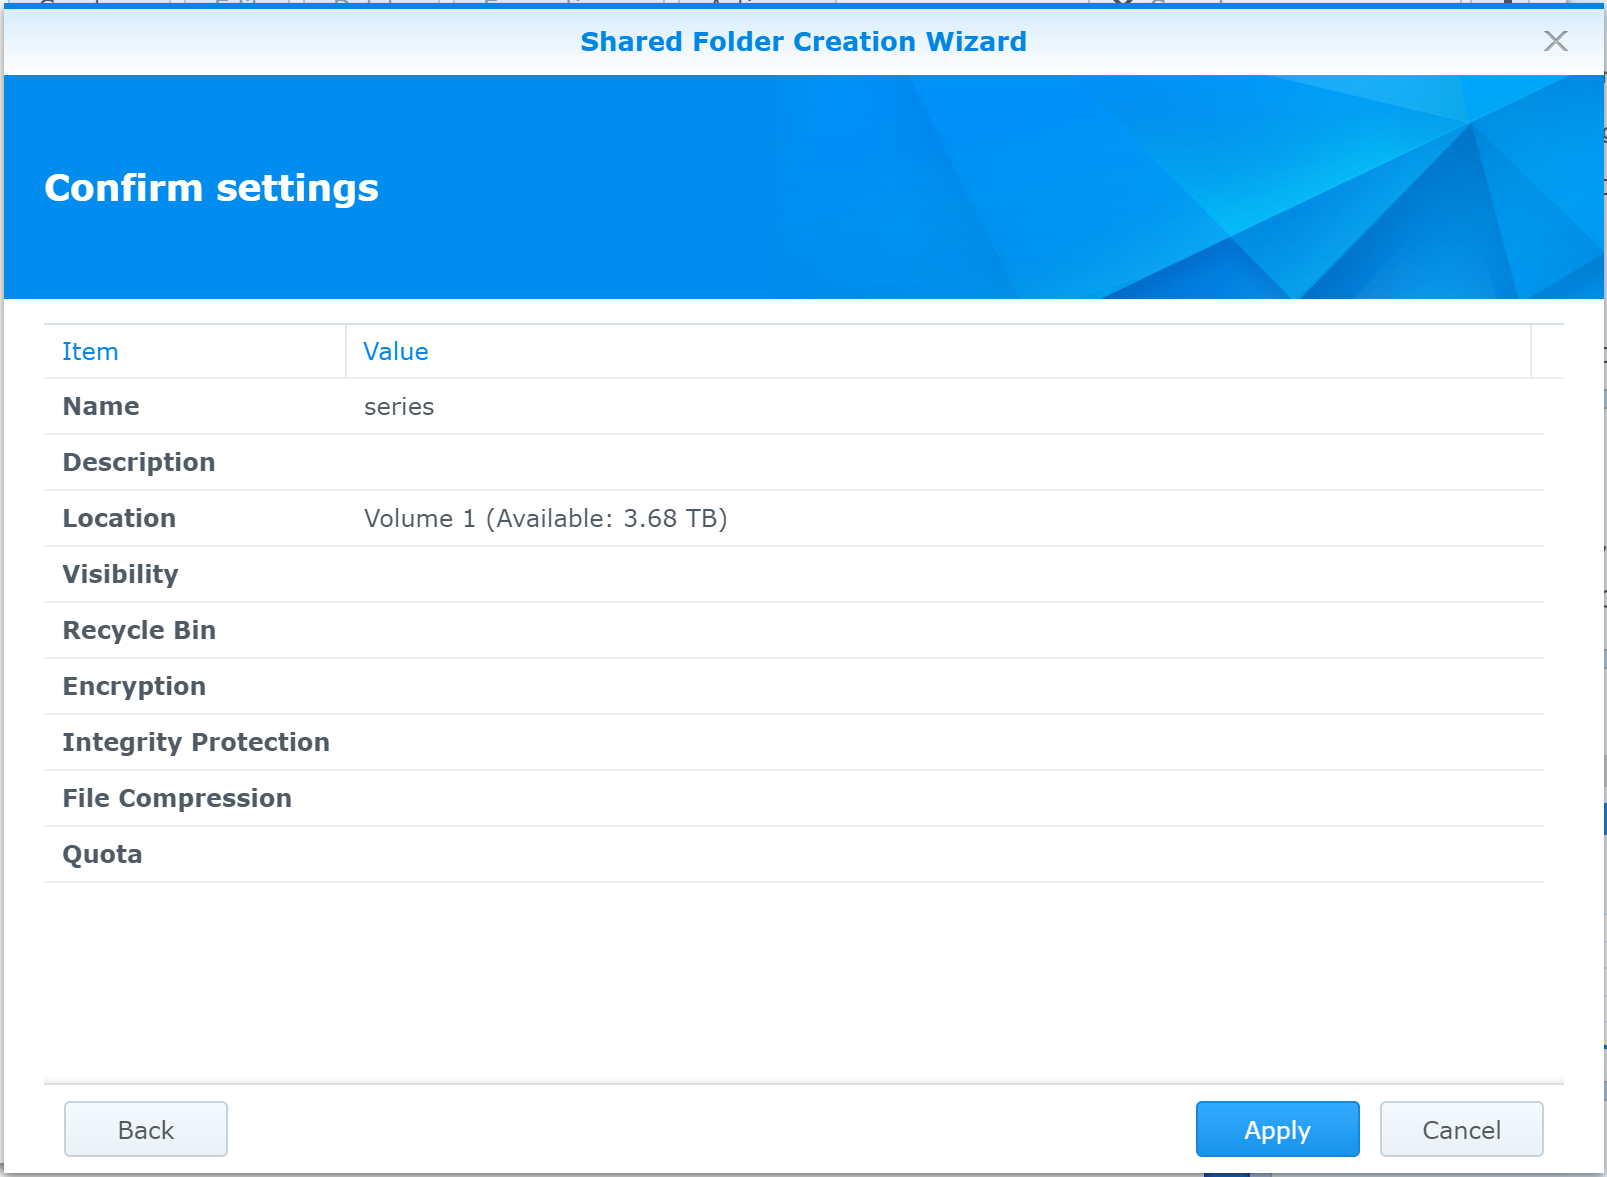 Shared Folder Creation Wizard
Confirm settings
Item Value
Name series
Description
Location Volume 1 (Available: 3.68 TB)
Visibility
Recycle Bin
Encryption
Integrity Protection
File Compression
Quota
Back Apply Cancel